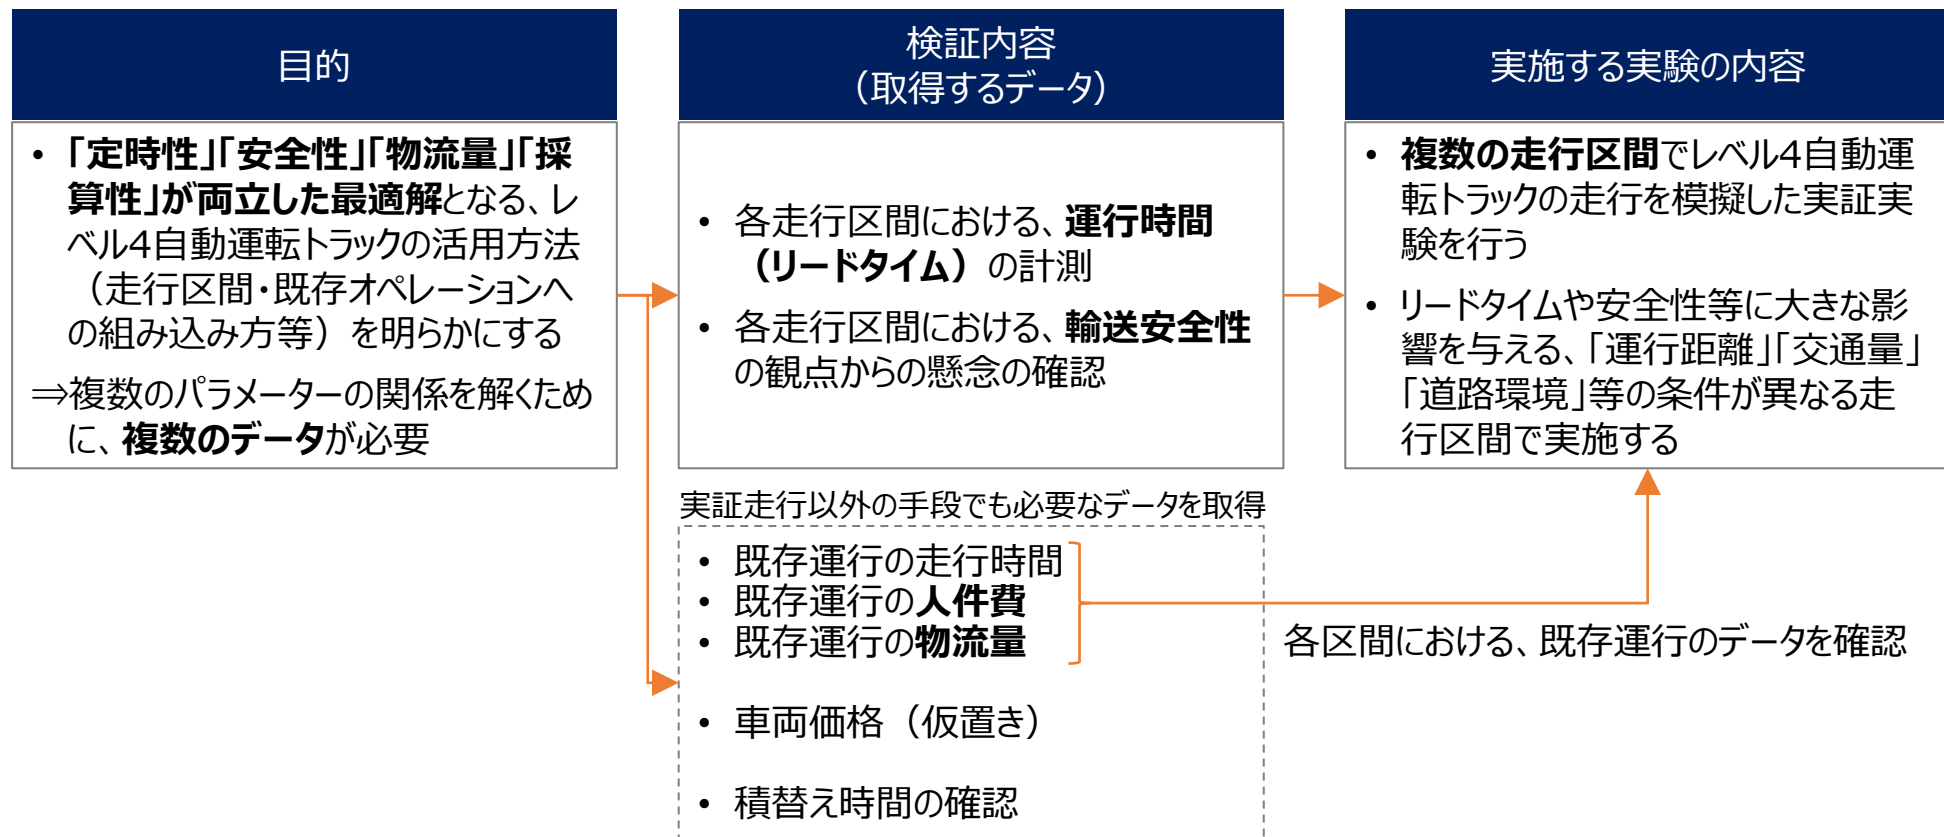 目的
• 「定時性」「安全性」「物流量」「採
算性」が両立した最適解となる、レ
ベル4自動運転トラックの活用方法
（走行区間・既存オペレーションへ
の組み込み方等）を明らかにする
⇒複数のパラメーターの関係を解くため
に、複数のデータが必要
検証内容
（取得するデータ）
• 各走行区間における、運行時間
（リードタイム）の計測
• 各走行区間における、輸送安全性
の観点からの懸念の確認
実施する実験の内容
• 複数の走行区間でレベル4自動運
転トラックの走行を模擬した実証実
験を行う
• リードタイムや安全性等に大きな影
響を与える、「運行距離」「交通量」
「道路環境」等の条件が異なる走
行区間で実施する
実証走行以外の手段でも必要なデータを取得
• 既存運行の走行時間
• 既存運行の人件費
• 既存運行の物流量
• 車両価格（仮置き）
• 積替え時間の確認
各区間における、既存運行のデータを確認